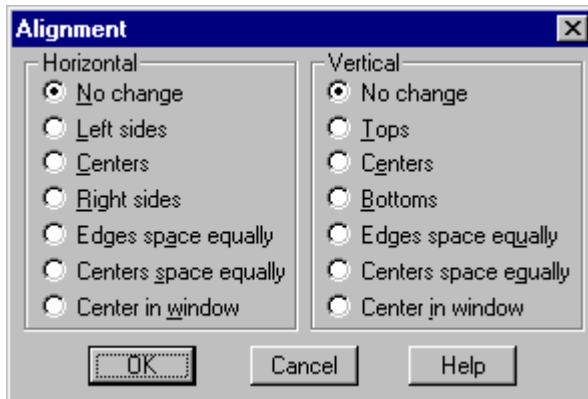 Alignment
Horizontal
No change
Left sides
Centers
Right sides
Edges space equally
Centers space equally
Center in window
Vertical
No change
Tops
Centers
Bottoms
Edges space equally
Centers space equally
Center in window
OK
Cancel
Help